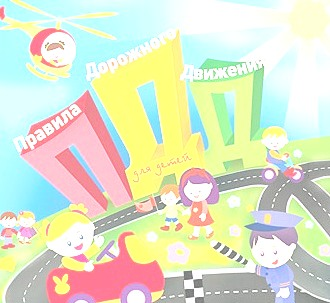 Правила
Дорожного
Движения
ПДД
для детей